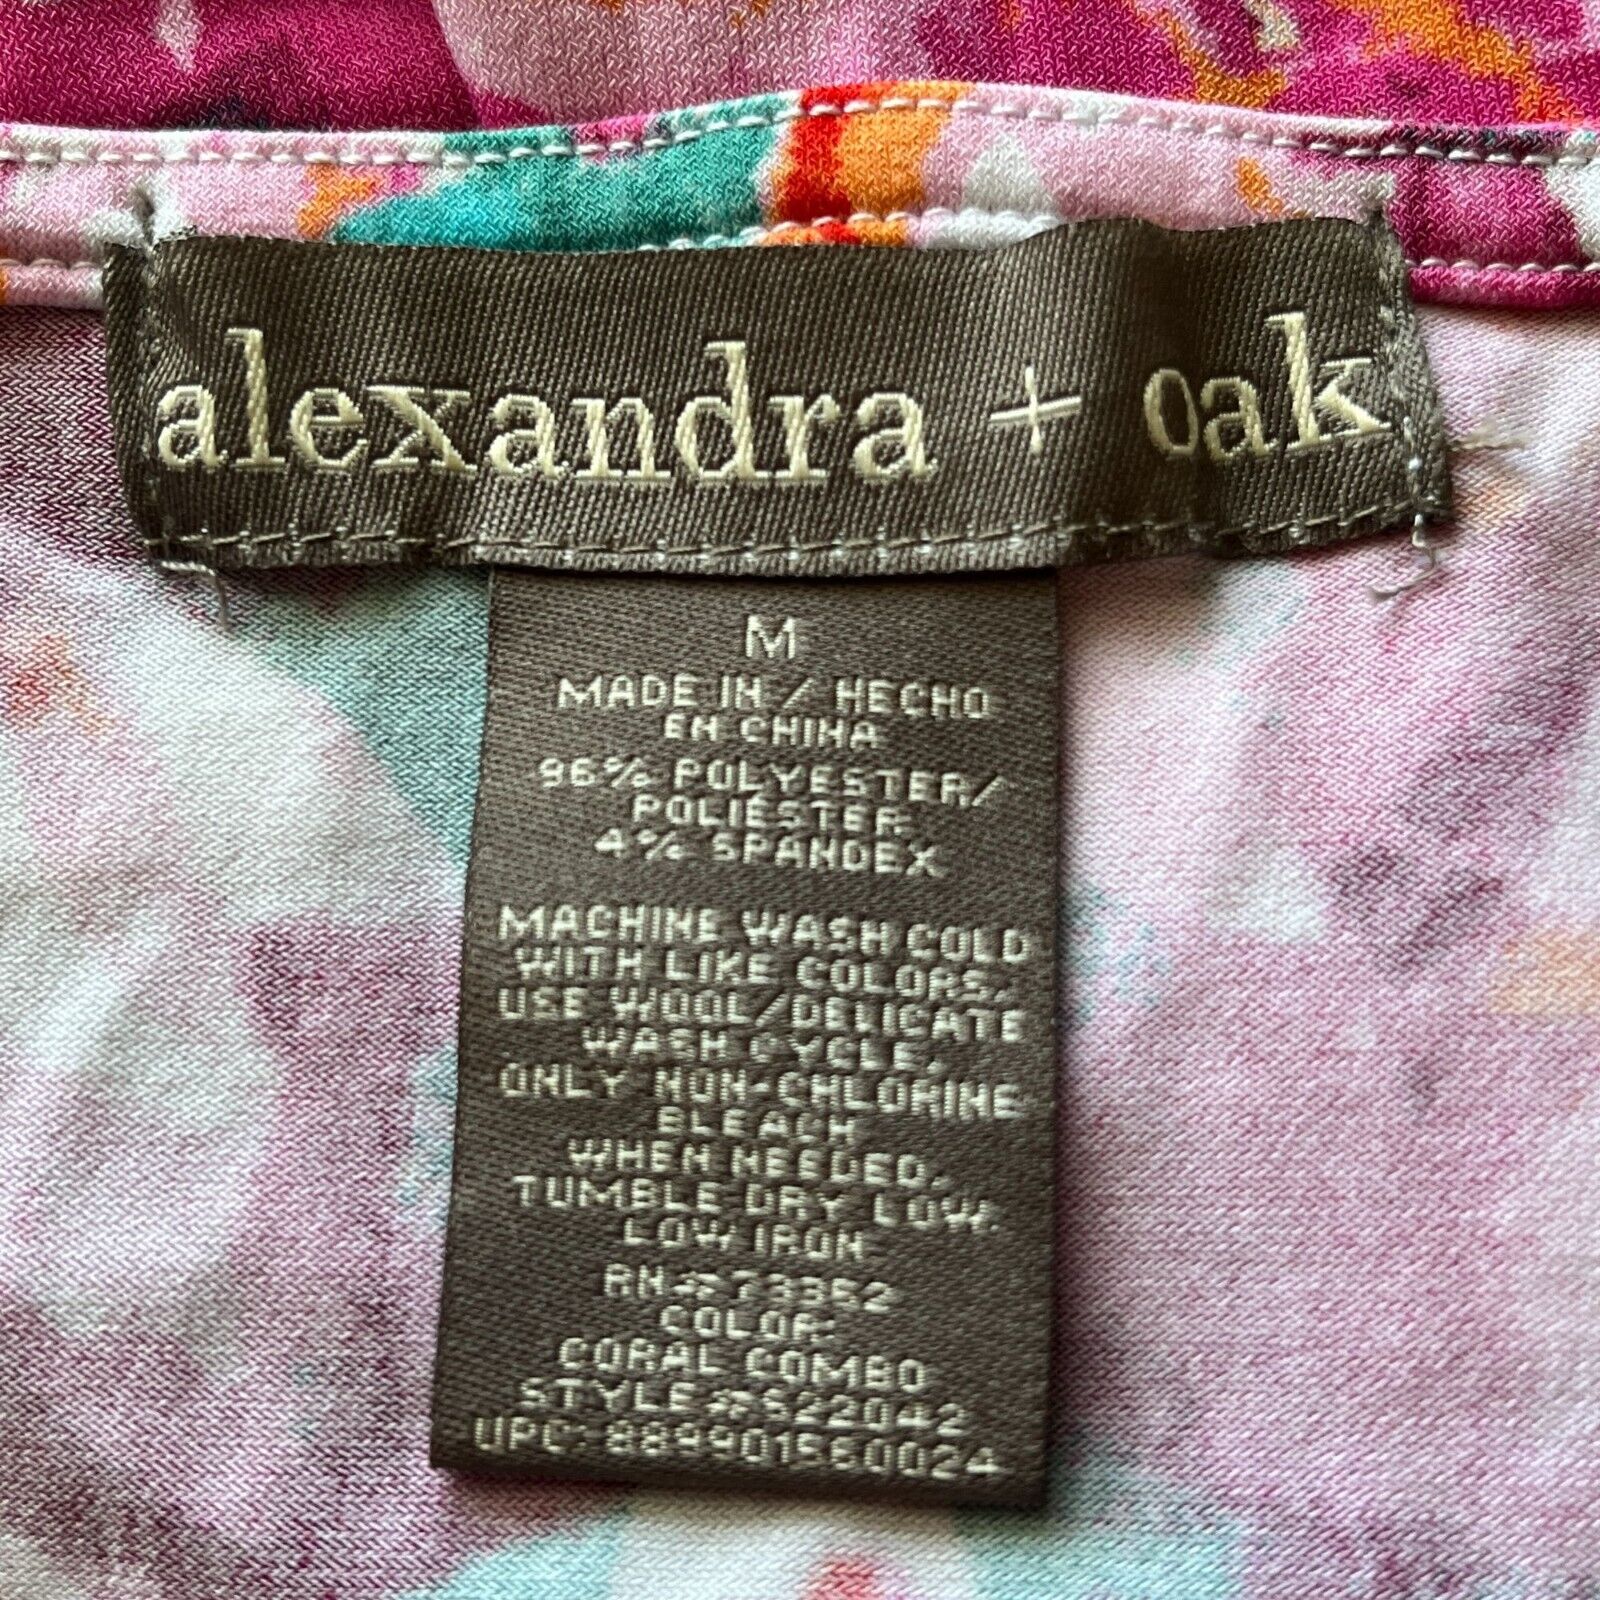 alexandra + oak
M
MADE IN / HECHO
EN CHINA
96% POLYESTER/
POLIÉSTER
4% SPANDEX
MACHINE WASH COLD
WITH LIKE COLORS.
USE WOOL/DELICATE
WASH CYCLE.
ONLY NON-CHLORINE
BLEACH
WHEN NEEDED.
TUMBLE DRY LOW.
LOW IRON
RN#73352
COLOR:
CORAL COMBO
STYLE#S22042
UPC: 889901560024